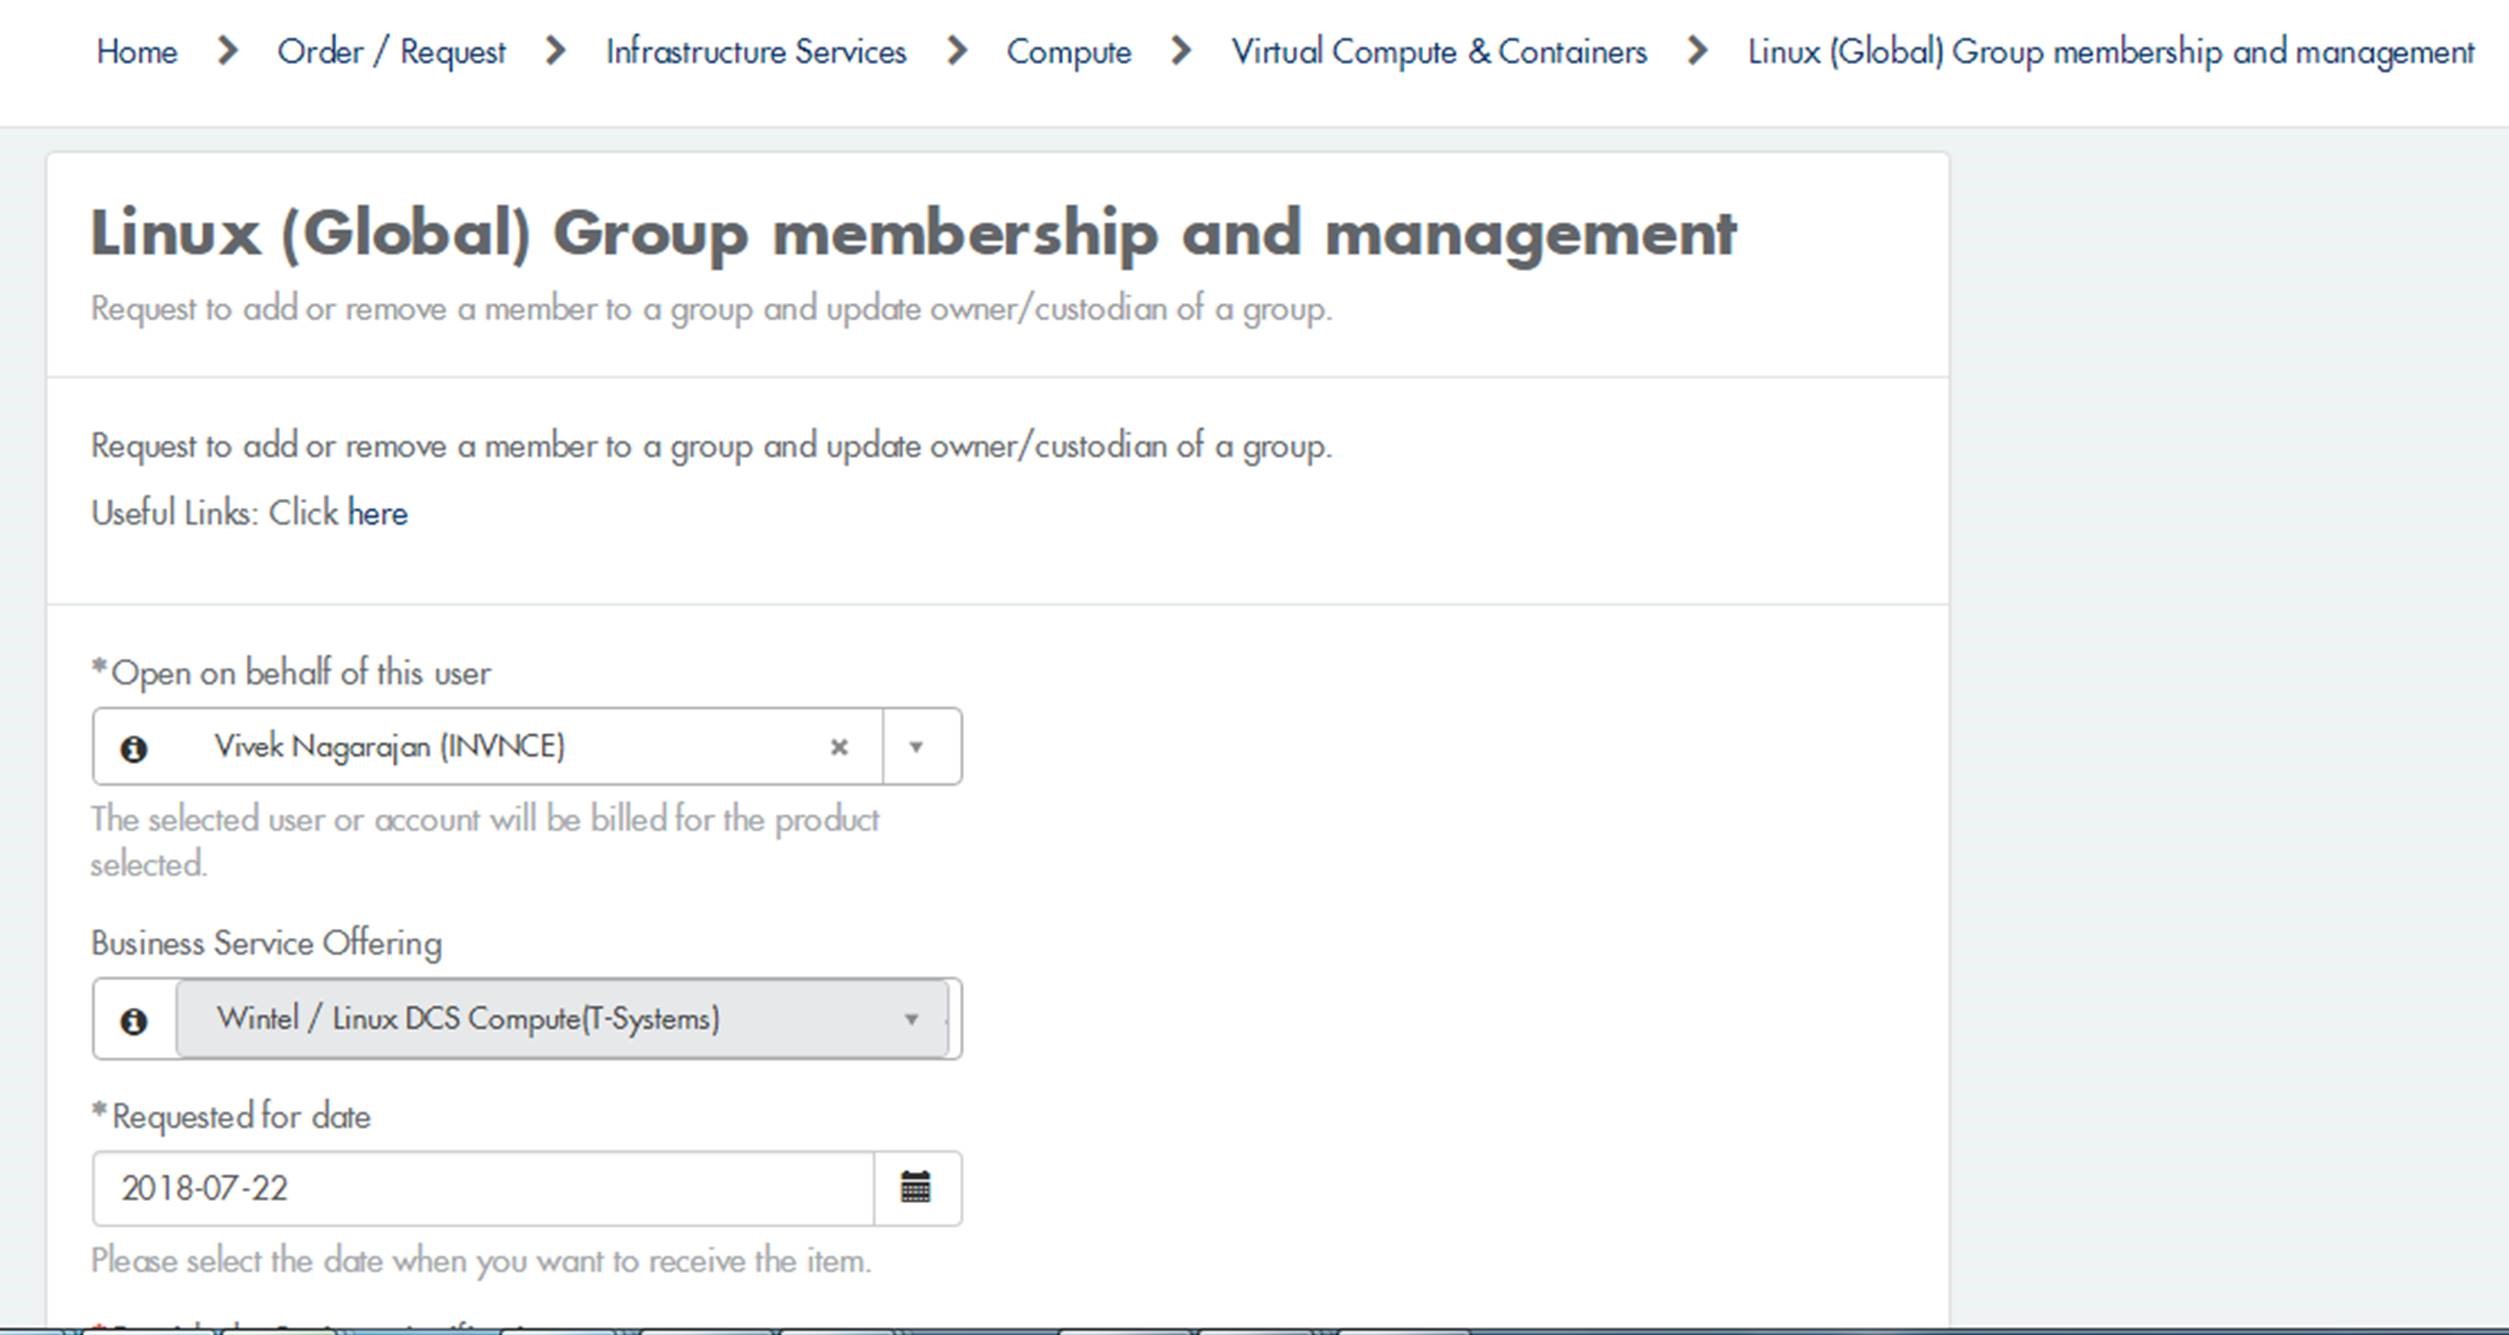 Home > Order / Request > Infrastructure Services > Compute > Virtual Compute & Containers > Linux (Global) Group membership and management
Linux (Global) Group membership and management
Request to add or remove a member to a group and update owner/custodian of a group.
Request to add or remove a member to a group and update owner/custodian of a group.
Useful Links: Click here
*Open on behalf of this user
Vivek Nagarajan (INVNCE)
The selected user or account will be billed for the product
selected.
Business Service Offering
Wintel / Linux DCS Compute(T-Systems)
*Requested for date
2018-07-22
Please select the date when you want to receive the item.